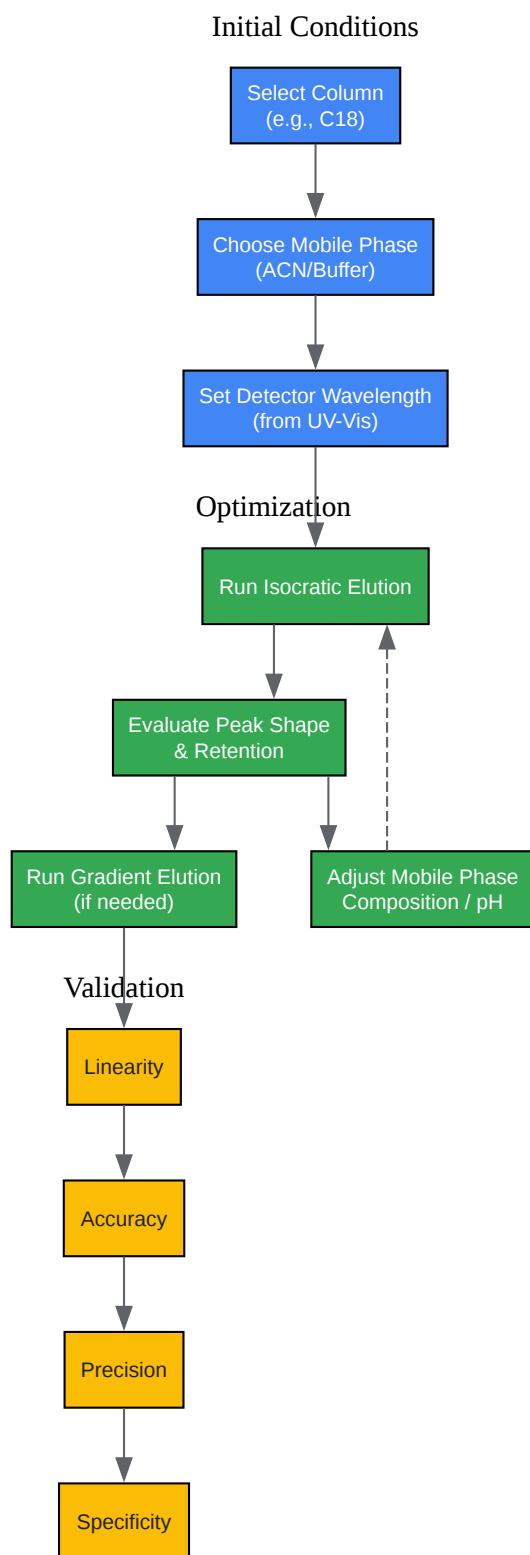 Initial Conditions
Select Column
(e.g., C18)
Choose Mobile Phase
(ACN/Buffer)
Set Detector Wavelength
(from UV-Vis)
Optimization
Run Isocratic Elution
Evaluate Peak Shape
& Retention
Run Gradient Elution
(if needed)
Adjust Mobile Phase
Composition / pH
Validation
Linearity
Accuracy
Precision
Specificity